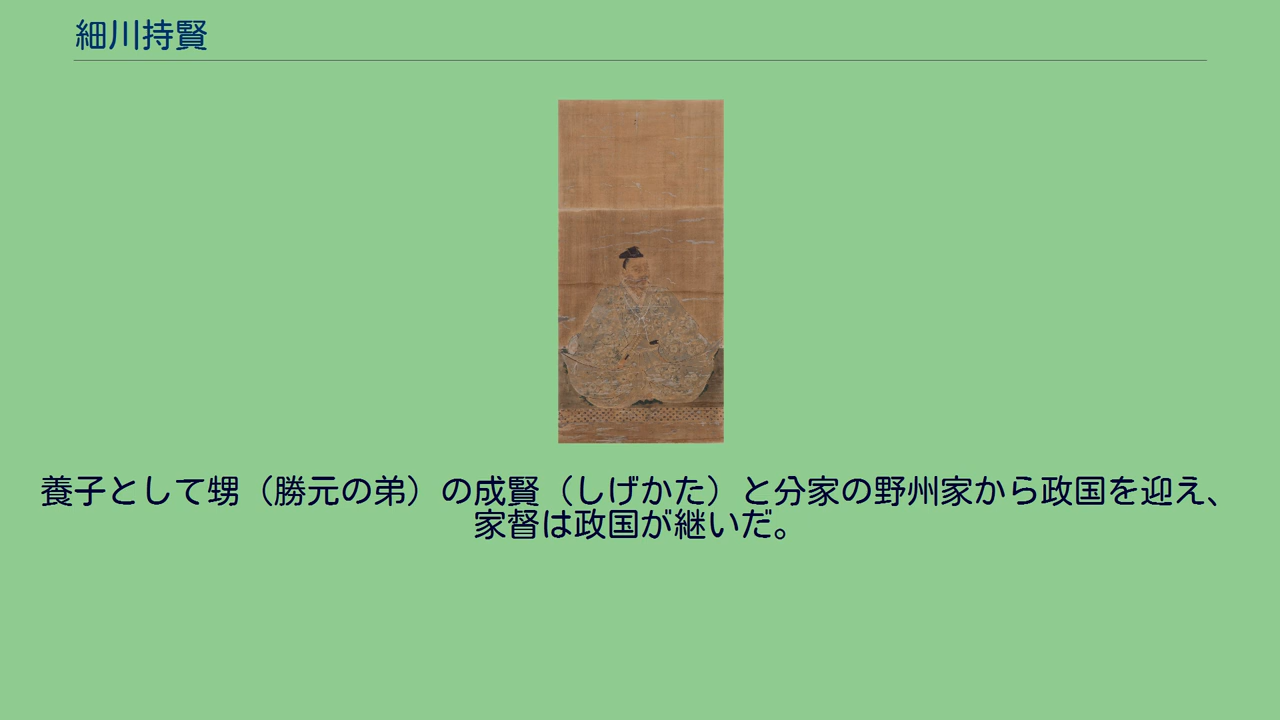 細川持賢
養子として甥（勝元の弟）の成賢（しげかた）と分家の野州家から政国を迎え、
家督は政国が継いだ。